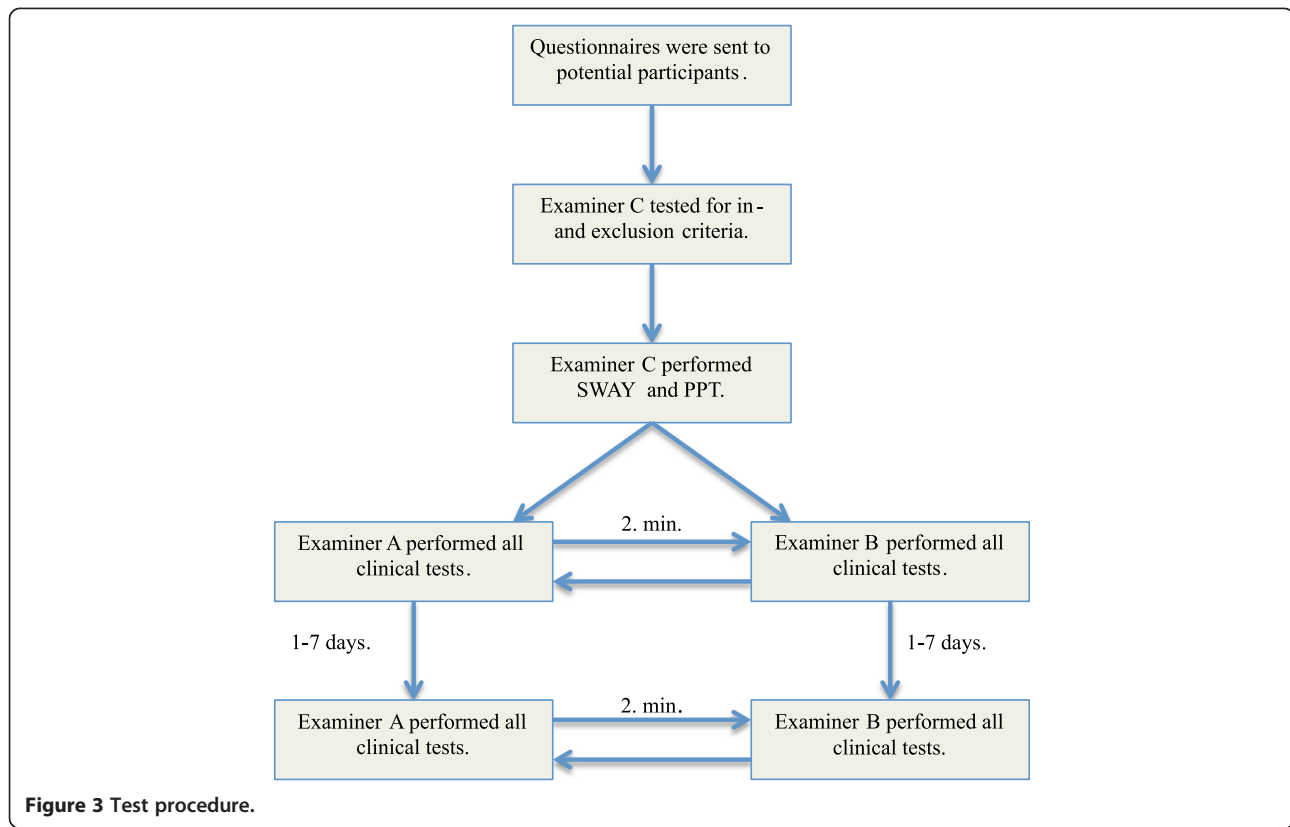 Questionnaires were sent to
potential participants.
Examiner C tested for in-
and exclusion criteria.
Examiner C performed
SWAY and PPT.
Examiner A performed all
clinical tests.
2. min.
Examiner B performed all
clinical tests.
1-7 days.
1-7 days.
Examiner A performed all
clinical tests.
2. min.
Examiner B performed all
clinical tests.
Figure 3 Test procedure.